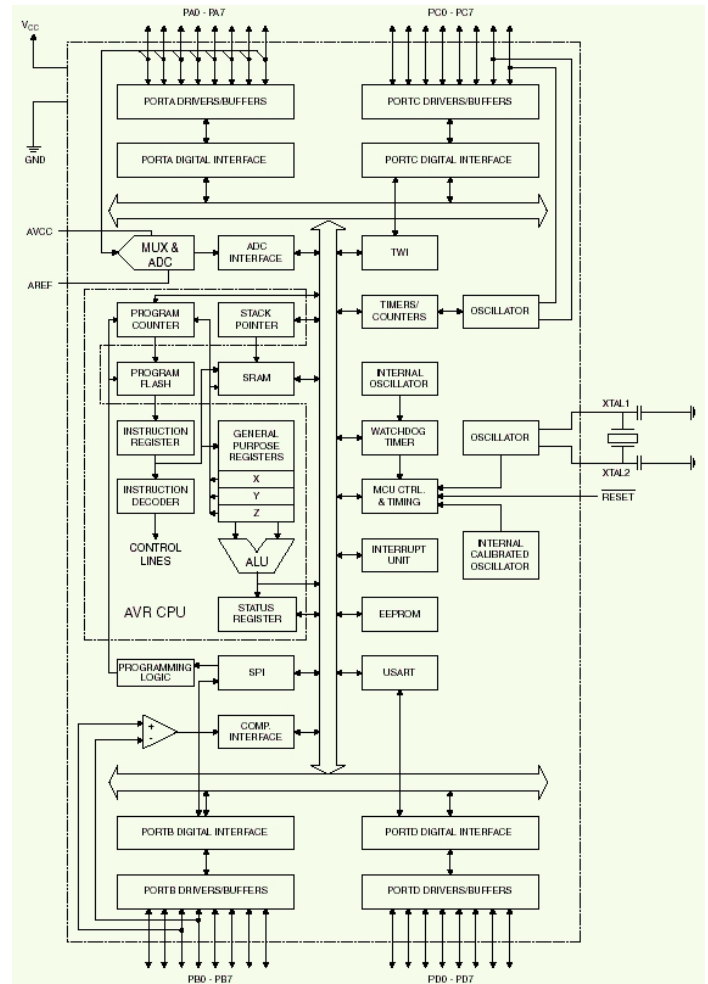 PA0 - PA7
PC0 - PC7
VCC
GND
PORTA DRIVERS/BUFFERS
PORTC DRIVERS/BUFFERS
PORTA DIGITAL INTERFACE
PORTC DIGITAL INTERFACE
AVCC
AREF
MUX &
ADC
ADC
INTERFACE
TWI
PROGRAM
COUNTER
STACK
POINTER
TIMERS/
COUNTERS
OSCILLATOR
PROGRAM
FLASH
SRAM
INTERNAL
OSCILLATOR
INSTRUCTION
REGISTER
GENERAL
PURPOSE
REGISTERS
X
Y
Z
WATCHDOG
TIMER
OSCILLATOR
XTAL1
XTAL2
INSTRUCTION
DECODER
MCU CTRL.
& TIMING
RESET
CONTROL
LINES
ALU
INTERRUPT
UNIT
INTERNAL
CALIBRATED
OSCILLATOR
AVR CPU
STATUS
REGISTER
EEPROM
PROGRAMMING
LOGIC
SPI
USART
+
-
COMP.
INTERFACE
PORTB DIGITAL INTERFACE
PORTD DIGITAL INTERFACE
PORTB DRIVERS/BUFFERS
PORTD DRIVERS/BUFFERS
PB0 - PB7
PD0 - PD7